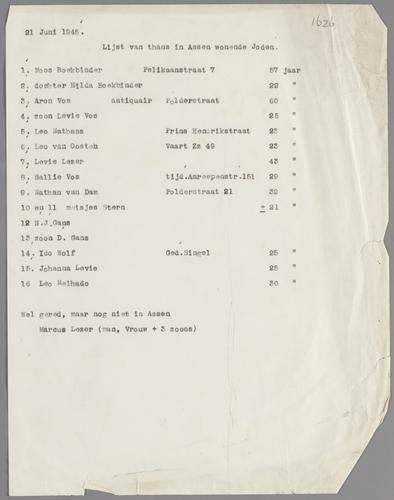 1626
21 Juni 1945.
Lijst van thans in Assen wonende Joden.
1. Moos Boekbinder Pelikaanstraat 7 57 jaar
2. dochter Hilda Boekbinder 22 "
3. Aron Vos antiquair Polderstraat 60 "
4. zoon Levie Vos 25 "
5. Leo Nathans Prins Hendrikstraat 23 "
6. Leo van Oosten Vaart Zz 49 23 "
7. Levie Lezer 43 "
8. Sallie Vos tijd.Anreepenstr.151 29 "
9. Nathan van Dam Polderstraat 21 32 "
10 en 11 meisjes Stern ± 21 "
12 N.J.Gans
13 zoon D. Gans
14. Ido Wolf Ged.Singel 25 "
15. Johanna Levie 25 "
16 Leo Melhado 30 "
Wel gered, maar nog niet in Assen
Marcus Lezer (man, Vrouw + 3 zoons)